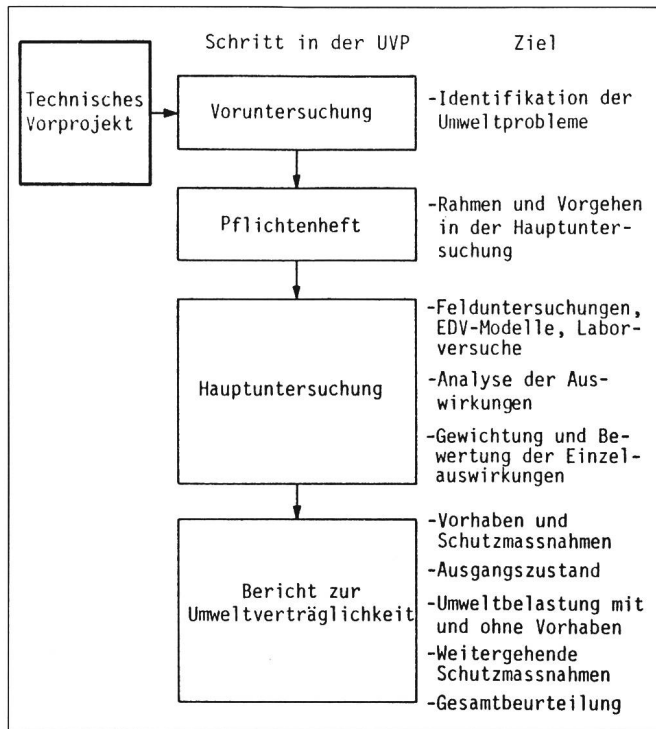 Schritt in der UVP
Ziel
Technisches
Vorprojekt
Voruntersuchung
-Identifikation der
Umweltprobleme
Pflichtenheft
-Rahmen und Vorgehen
in der Hauptunter-
suchung
Hauptuntersuchung
-Felduntersuchungen,
EDV-Modelle, Labor-
versuche
-Analyse der Aus-
wirkungen
-Gewichtung und Be-
wertung der Einzel-
auswirkungen
Bericht zur
Umweltverträglichkeit
-Vorhaben und
Schutzmassnahmen
-Ausgangszustand
-Umweltbelastung mit
und ohne Vorhaben
-Weitergehende
Schutzmassnahmen
-Gesamtbeurteilung